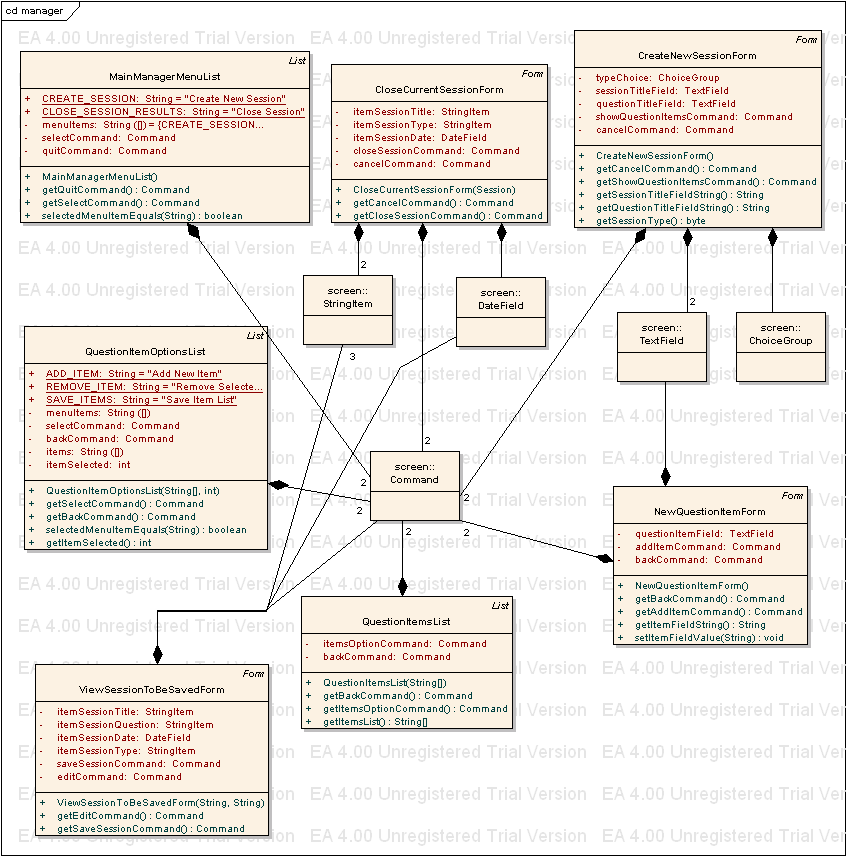 cd manager
EA 4.00 Unregistered Trial Version
List
MainManagerMenuList
+ CREATE_SESSION: String = "Create New Session"
+ CLOSE_SESSION_RESULTS: String = "Close Session"
- menuItems: String ([]) = {CREATE_SESSION...
- selectCommand: Command
- quitCommand: Command
+ MainManagerMenuList()
+ getQuitCommand() : Command
+ getSelectCommand() : Command
+ selectedMenuItemEquals(String) : boolean
Form
CloseCurrentSessionForm
- itemSessionTitle: StringItem
- itemSessionType: StringItem
- itemSessionDate: DateField
- closeSessionCommand: Command
- cancelCommand: Command
+ CloseCurrentSessionForm(Session)
+ getCancelCommand() : Command
+ getCloseSessionCommand() : Command
Form
CreateNewSessionForm
- typeChoice: ChoiceGroup
- sessionTitleField: TextField
- questionTitleField: TextField
- showQuestionItemsCommand: Command
- cancelCommand: Command
+ CreateNewSessionForm()
+ getCancelCommand() : Command
+ getShowQuestionItemsCommand() : Command
+ getSessionTitleFieldString() : String
+ getQuestionTitleFieldString() : String
+ getSessionType() : byte
2
screen::
StringItem
3
screen::
DateField
2
screen::
TextField
screen::
ChoiceGroup
List
QuestionItemOptionsList
+ ADD_ITEM: String = "Add New Item"
+ REMOVE_ITEM: String = "Remove Selecte...
+ SAVE_ITEMS: String = "Save Item List"
- menuItems: String ([])
- selectCommand: Command
- backCommand: Command
- items: String ([])
- itemSelected: int
+ QuestionItemOptionsList(String[], int)
+ getSelectCommand() : Command
+ getBackCommand() : Command
+ selectedMenuItemEquals(String) : boolean
+ getItemSelected() : int
2
screen::
Command
2
2
2
2
2
Form
NewQuestionItemForm
- questionItemField: TextField
- addItemCommand: Command
- backCommand: Command
+ NewQuestionItemForm()
+ getBackCommand() : Command
+ getAddItemCommand() : Command
+ getItemFieldString() : String
+ setItemFieldValue(String) : void
List
QuestionItemsList
- itemsOptionCommand: Command
- backCommand: Command
+ QuestionItemsList(String[])
+ getBackCommand() : Command
+ getItemsOptionCommand() : Command
+ getItemsList() : String[]
Form
ViewSessionToBeSavedForm
- itemSessionTitle: StringItem
- itemSessionQuestion: StringItem
- itemSessionDate: DateField
- itemSessionType: StringItem
- saveSessionCommand: Command
- editCommand: Command
+ ViewSessionToBeSavedForm(String, String)
+ getEditCommand() : Command
+ getSaveSessionCommand() : Command